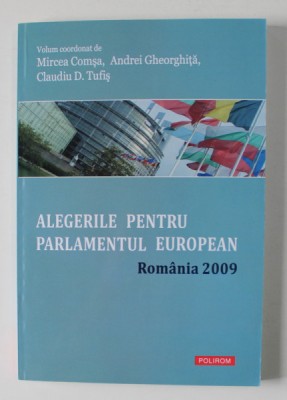 Volum coordonat de
Mircea Comșa, Andrei Gheorghiță,
Claudiu D. Tufiș
ALEGERILE PENTRU
PARLAMENTUL EUROPEAN
România 2009
POLIROM